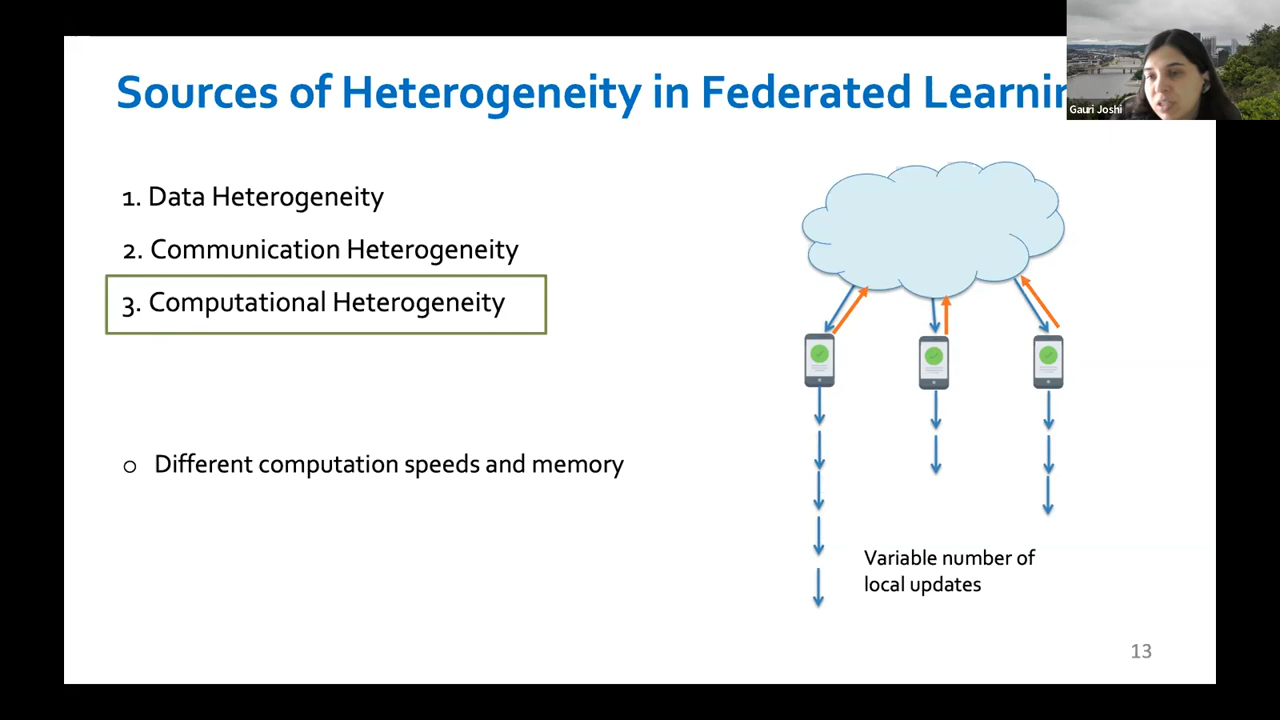 Sources of Heterogeneity in Federated Learnin
Gauri Joshi
1. Data Heterogeneity
2. Communication Heterogeneity
3. Computational Heterogeneity
Different computation speeds and memory
Variable number of
local updates
13